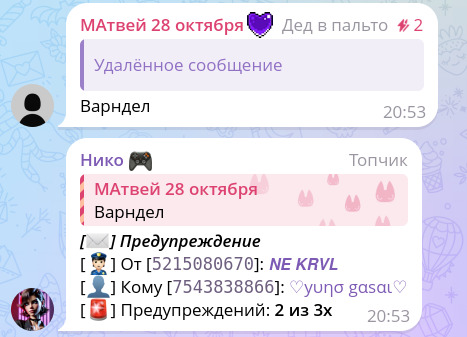 МАтвей 28 октября💜 Дед в пальто 2
Удалённое сообщение
Варндел
20:53
Нико 🎮 Топчик
МАтвей 28 октября
Варндел
[✉️] Предупреждение
[👮🏻] От [5215080670]: NE KRVL
[👤] Кому [7543838866]: ♡уυησ gαsαι♡
[🚨] Предупреждений: 2 из 3х
20:53